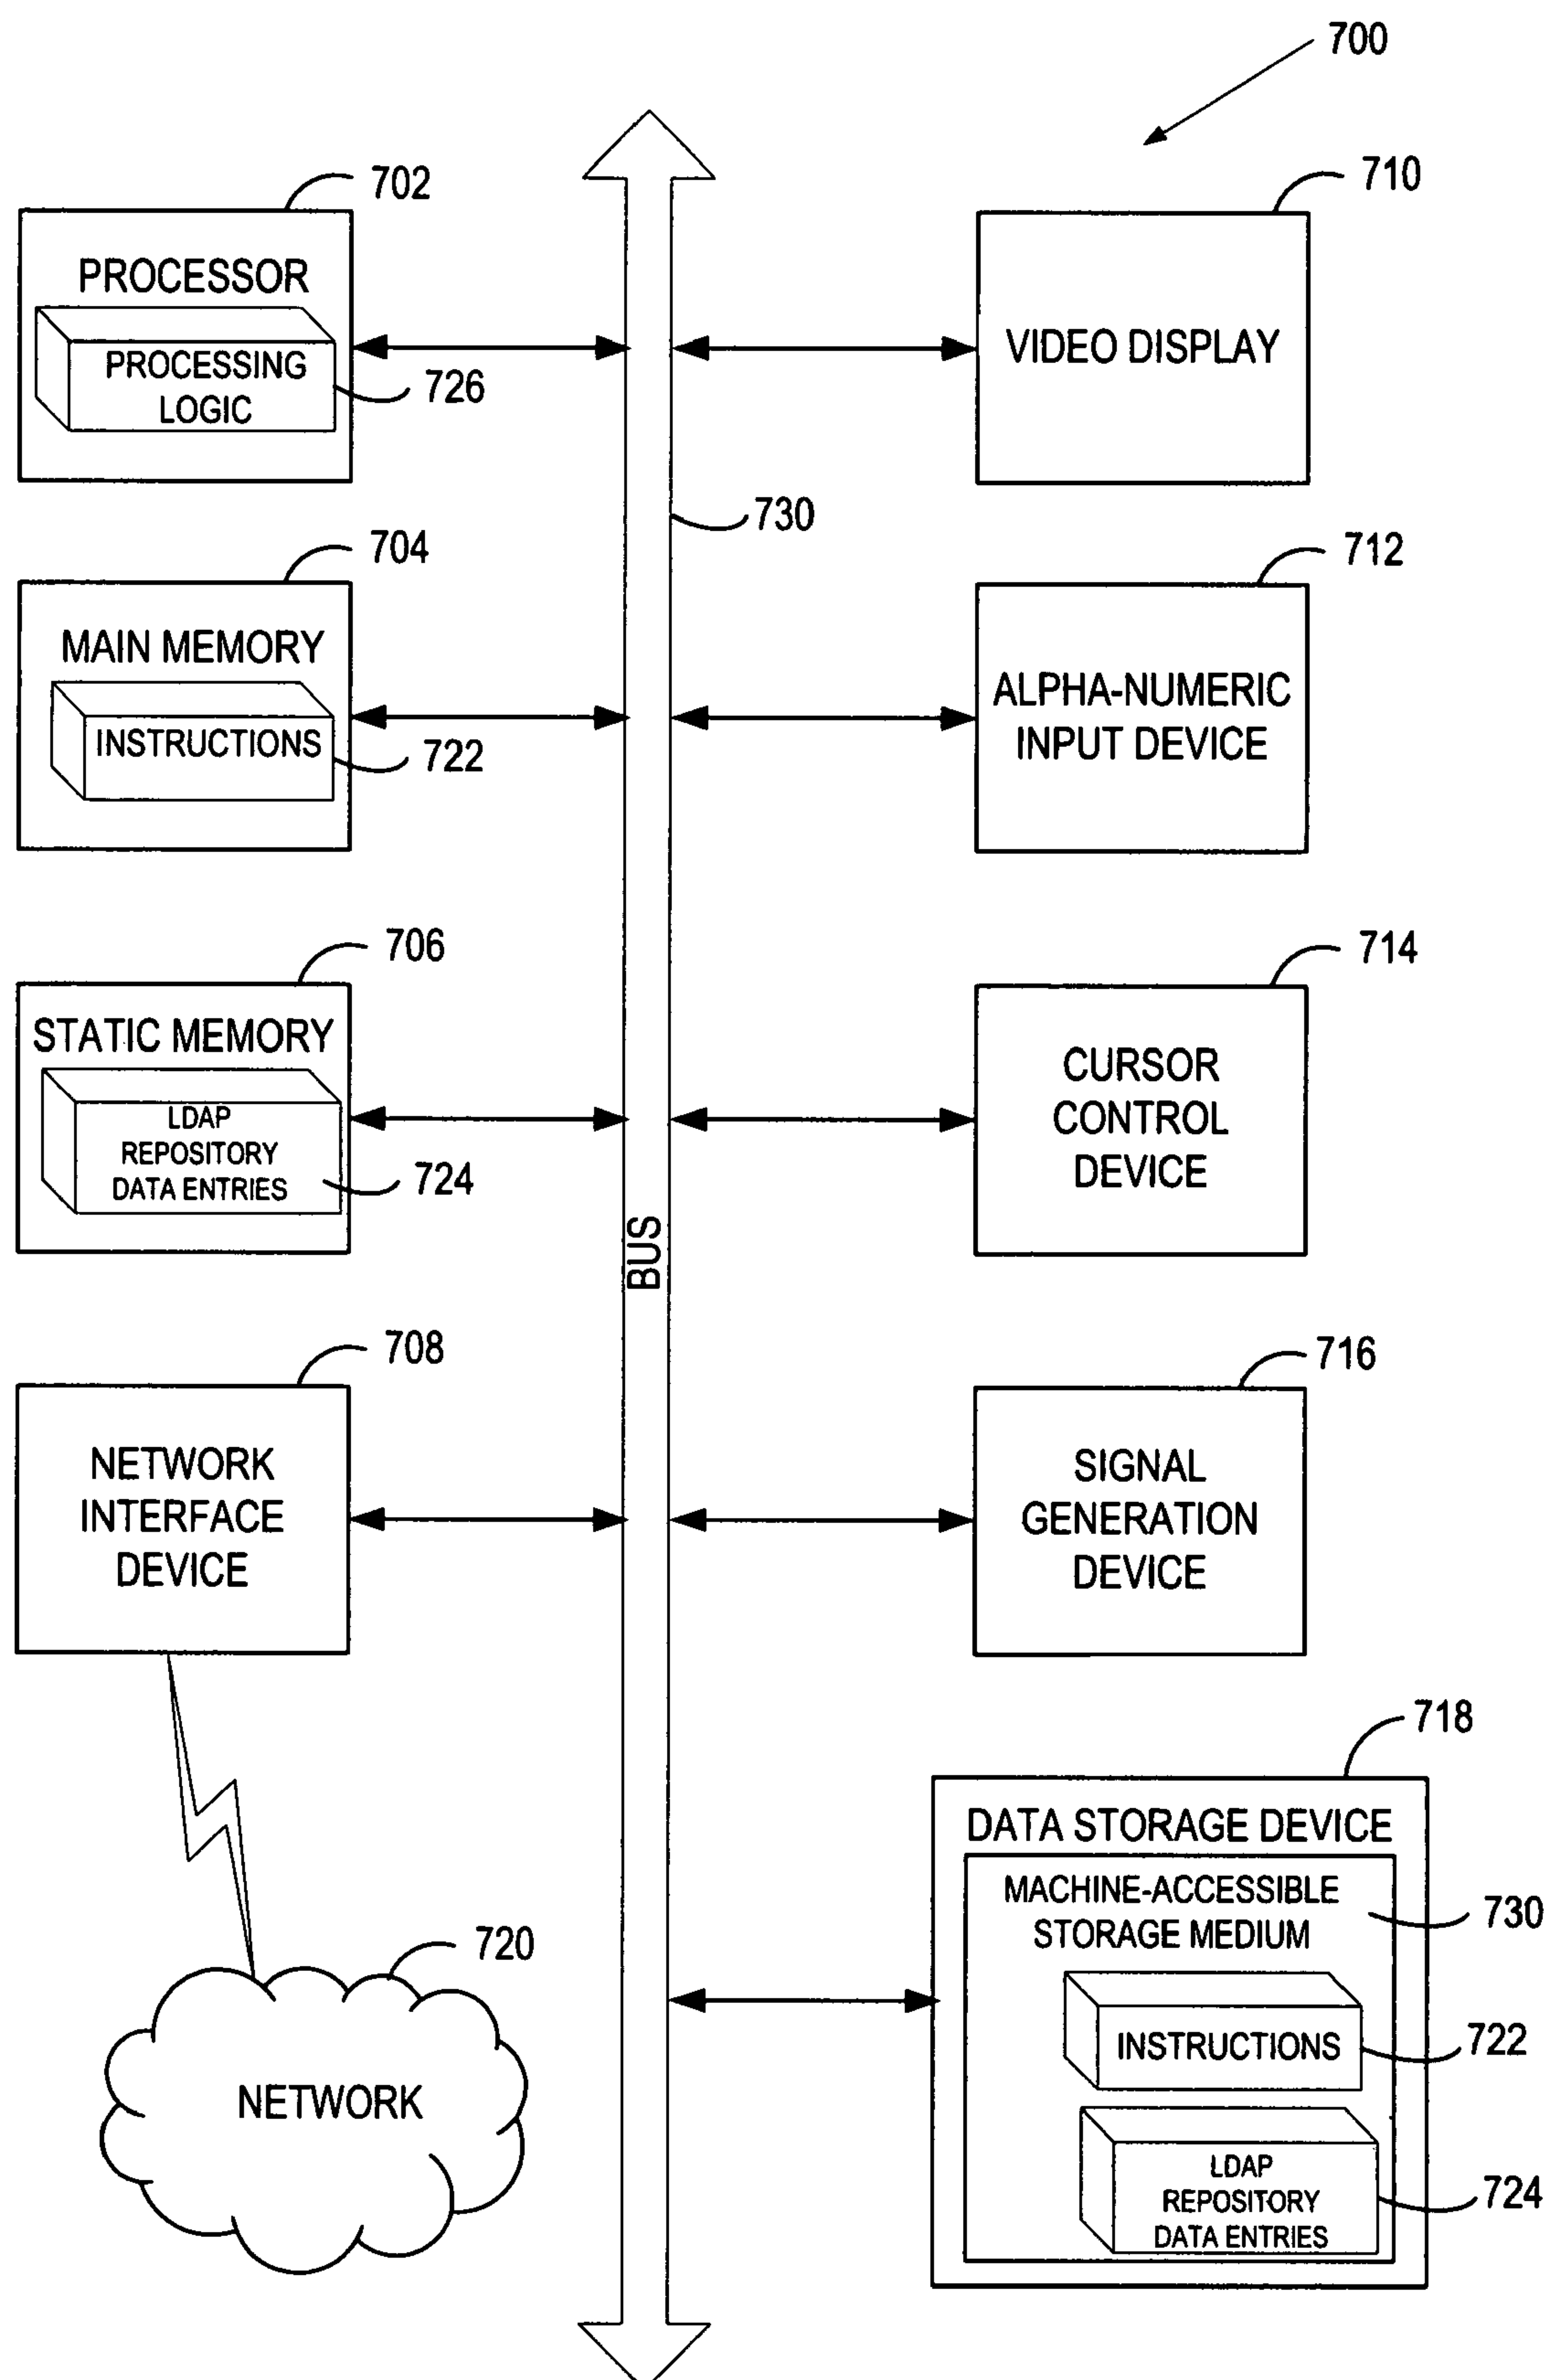 700
702
PROCESSOR
PROCESSING
LOGIC
726
710
VIDEO DISPLAY
730
704
MAIN MEMORY
INSTRUCTIONS
722
712
ALPHA-NUMERIC
INPUT DEVICE
706
STATIC MEMORY
LDAP
REPOSITORY
DATA ENTRIES
724
714
CURSOR
CONTROL
DEVICE
BUS
708
NETWORK
INTERFACE
DEVICE
716
SIGNAL
GENERATION
DEVICE
720
NETWORK
718
DATA STORAGE DEVICE
MACHINE-ACCESSIBLE
STORAGE MEDIUM
730
INSTRUCTIONS
722
LDAP
REPOSITORY
DATA ENTRIES
724